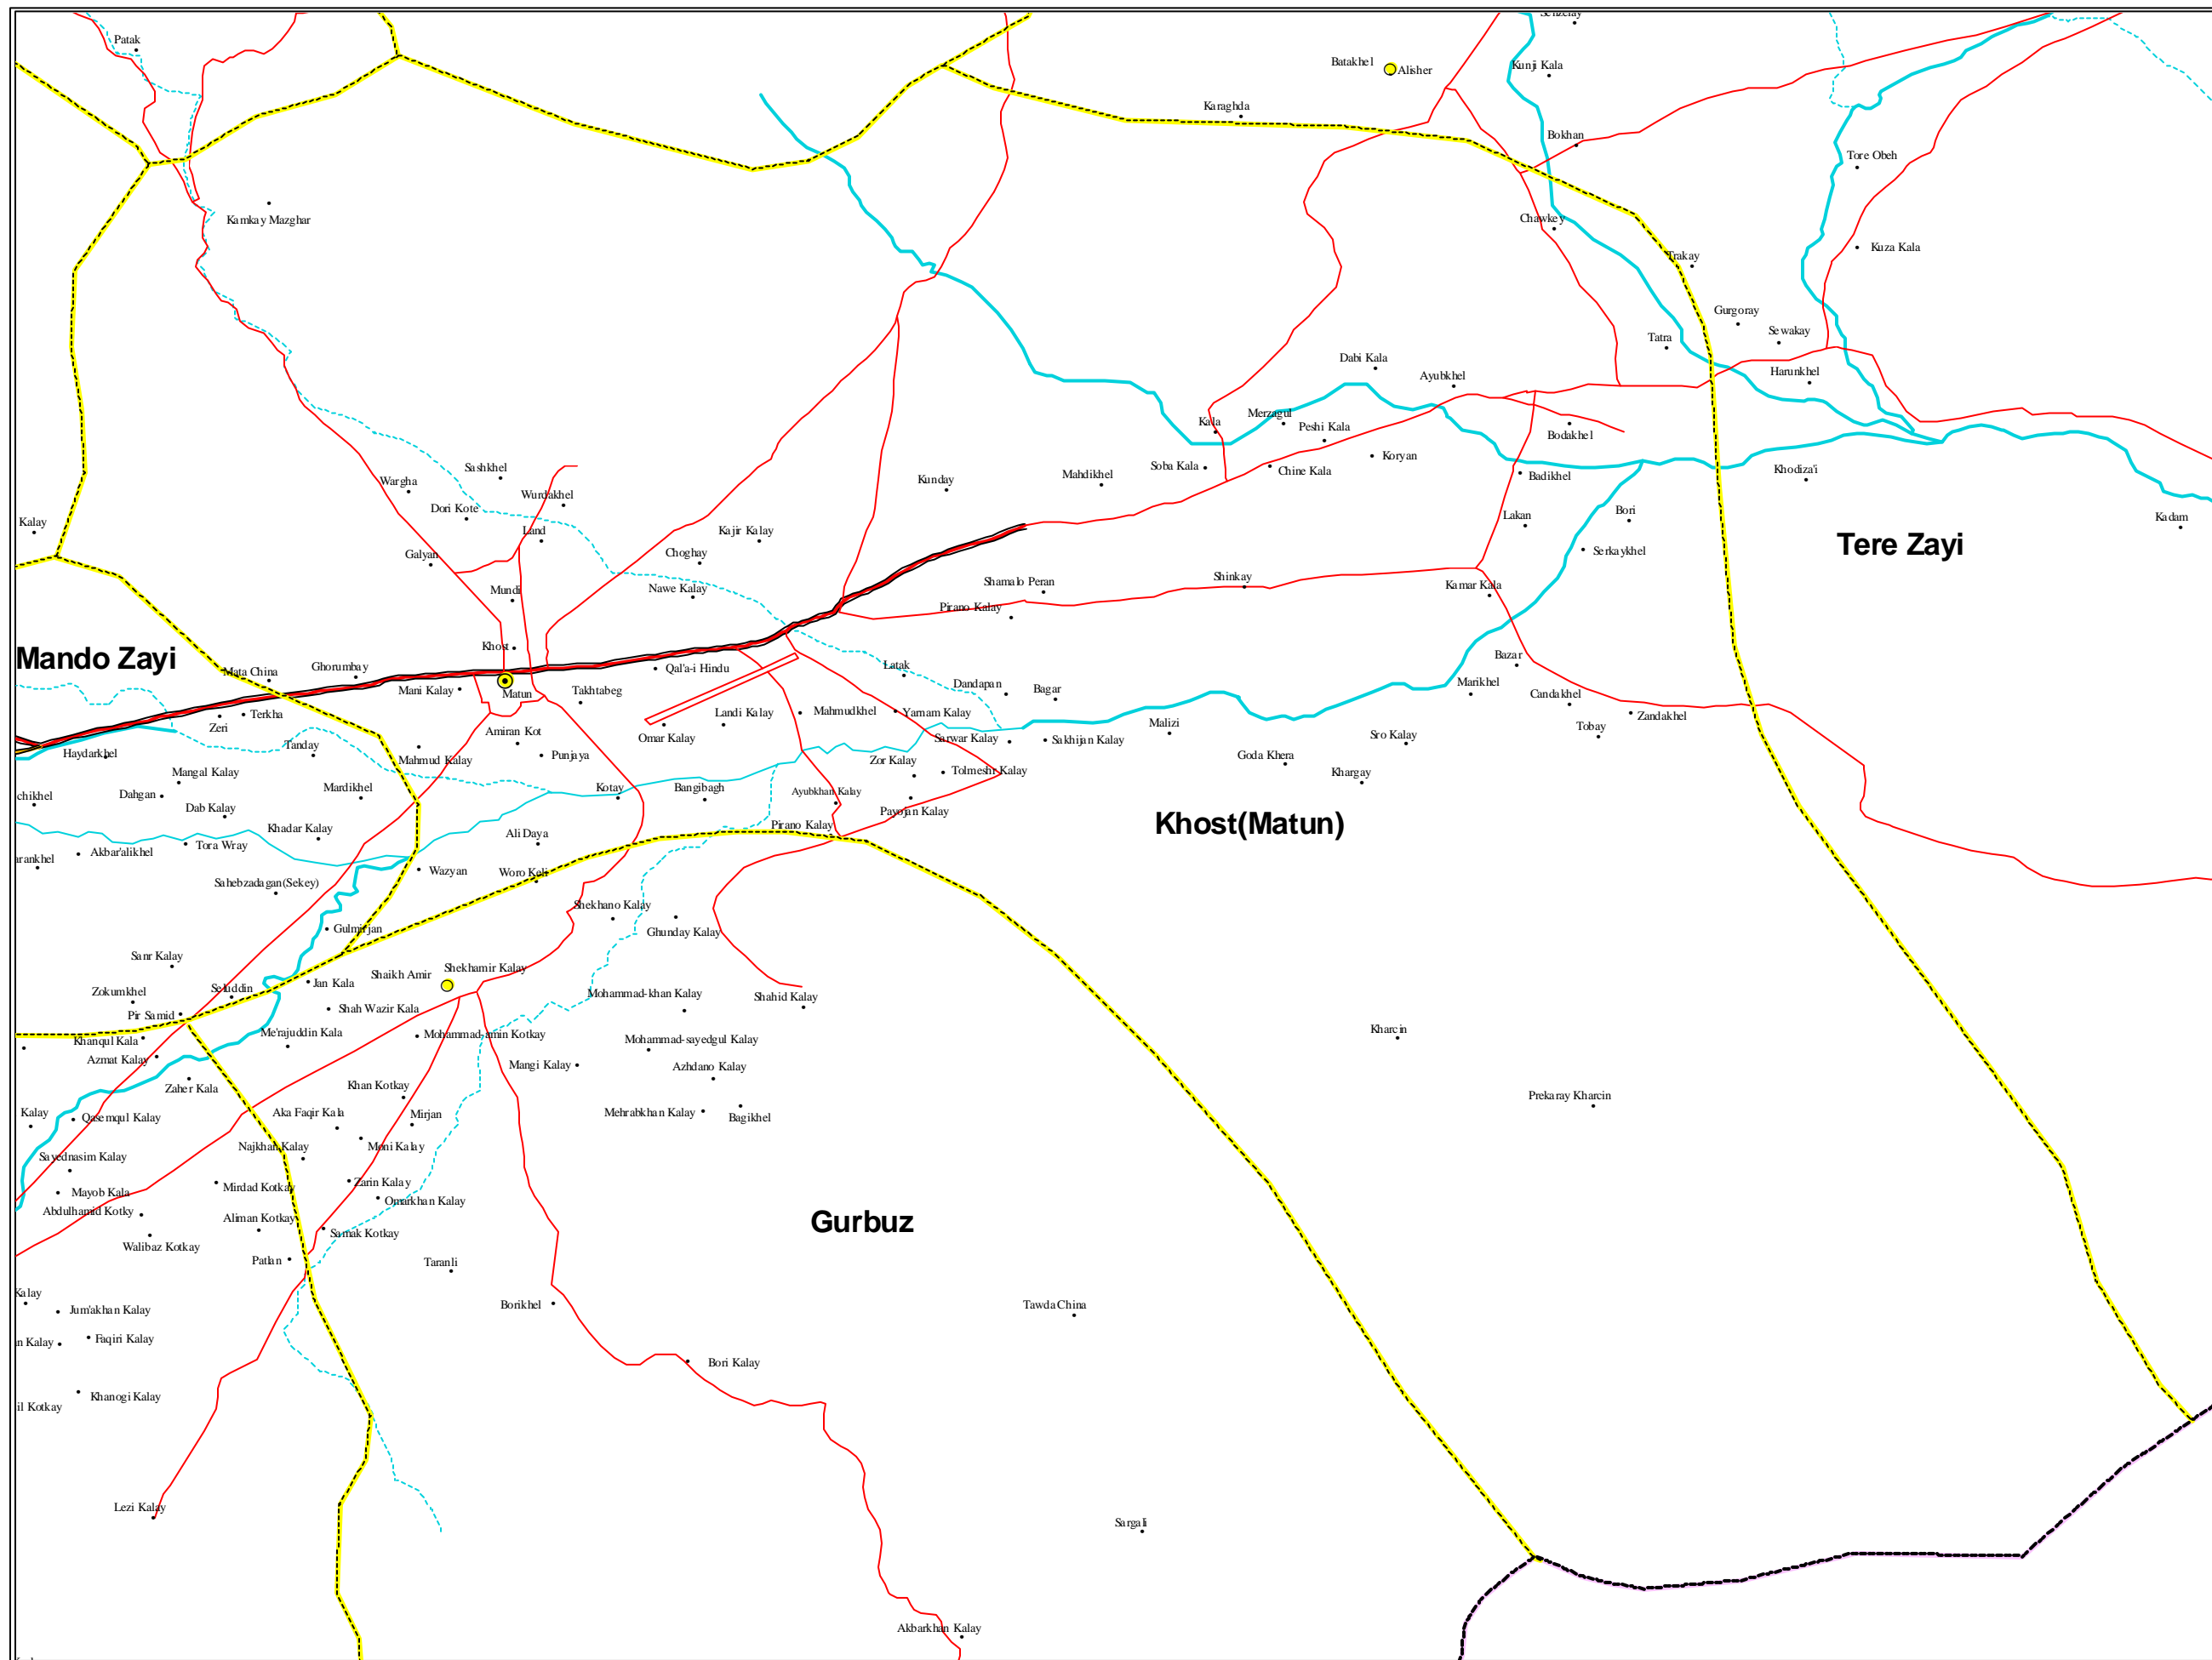 Patak
Senzelay
Batakhel
Alisher
Kunji Kala
Karaghda
Bokhan
Tore Obeh
Kamkay Mazghar
Chawkey
Kuza Kala
Trakay
Gurgoray
Sewakay
Tatra
Dabi Kala
Ayubkhel
Harunkhel
Merzagul
Kala
Peshi Kala
Bodakhel
Koryan
Soba Kala
Chine Kala
Sashkhel
Wargha
Wurdakhel
Kunday
Mahdikhel
Badikhel
Khodiza'i
Dori Kote
Kalay
Land
Kajir Kalay
Lakan
Bori
Kadam
Tere Zayi
Galyan
Choghay
Serkaykhel
Mundi
Nawe Kalay
Shamalo Peran
Shinkay
Kamar Kala
Pirano Kalay
Khost
Mando Zayi
Mata China
Ghorumbay
Qal'a-i Hindu
Latak
Bazar
Mani Kalay
Matun
Takhtabeg
Dandapan
Bagar
Marikhel
Candakhel
Zeri
Terkha
Landi Kalay
Mahmudkhel
Yarnam Kalay
Zandakhel
Tobay
Malizi
Amiran Kot
Omar Kalay
Sarwar Kalay
Sakhijan Kalay
Sro Kalay
Haydarkhel
Tanday
Mahmud Kalay
Punjaya
Zor Kalay
Goda Khera
Mangal Kalay
Tolmeshr Kalay
Khargay
chikhel
Dahgan
Mardikhel
Kotay
Bangibagh
Ayubkhan Kalay
Dab Kalay
Payojan Kalay
Khost(Matun)
Khadar Kalay
Ali Daya
Pirano Kalay
arankhel
Akbar'alikhel
Tora Wray
Wazyan
Woro Keli
Sahebzadagan(Sekey)
Shekhano Kalay
Gulmirjan
Ghunday Kalay
Sanr Kalay
Shaikh Amir
Shekhamir Kalay
Jan Kala
Zokumkhel
Seluddin
Mohammad-khan Kalay
Shahid Kalay
Pir Samid
Shah Wazir Kala
Kharcin
Khanqul Kala
Me'rajuddin Kala
Mohammad-amin Kotkay
Mohammad-sayedgul Kalay
Azmat Kalay
Mangi Kalay
Azhdano Kalay
Zaher Kala
Khan Kotkay
Prekaray Kharcin
Kalay
Qasemqul Kalay
Aka Faqir Kala
Mirjan
Mehrabkhan Kalay
Bagikhel
Najkhan Kalay
Moni Kalay
Sayednasim Kalay
Mayob Kala
Mirdad Kotkay
Zarin Kalay
Omarkhan Kalay
Abdulhamid Kotky
Aliman Kotkay
Samak Kotkay
Gurbuz
Walibaz Kotkay
Patlan
Taranli
Kalay
Jum'akhan Kalay
Borikhel
Tawda China
n Kalay
Faqiri Kalay
Bori Kalay
Khanogi Kalay
il Kotkay
Lezi Kalay
Sargali
Akbarkhan Kalay